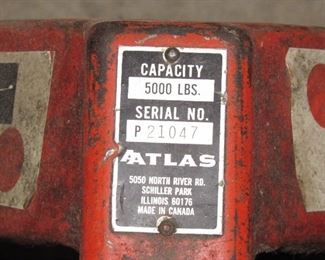 CAPACITY
5000 LBS.
SERIAL NO.
P 21047
ATLAS
5050 NORTH RIVER RD.
SCHILLER PARK
ILLINOIS 60176
MADE IN CANADA